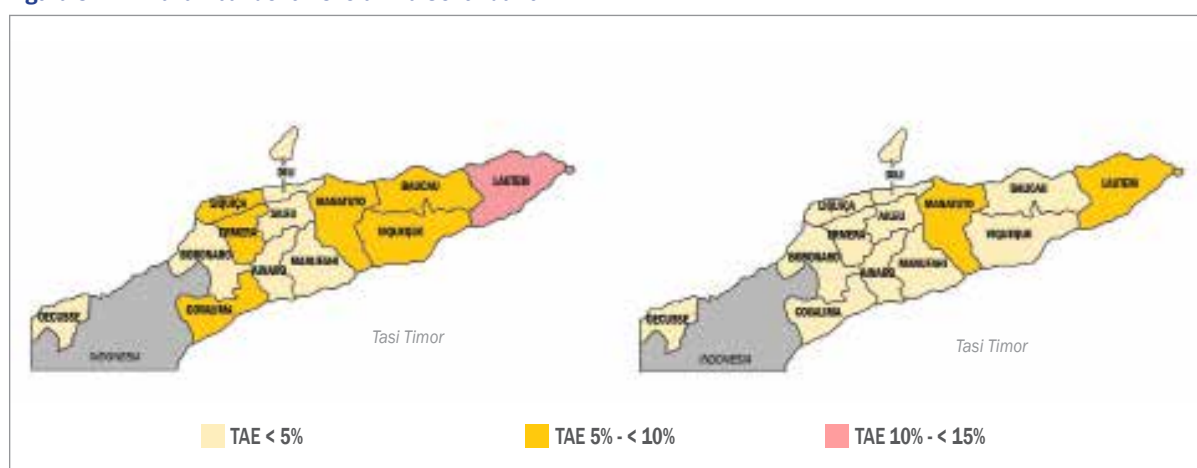 DILI
LAUTEM
BAUCAU
LIQUIÇA
MANATUTO
AILEU
ERMERA
VIQUEQUE
BOBONARO
MANUFAHI
AINARO
COVALIMA
OECUSSE
INDONESIA
Tasi Timor
DILI
LAUTEM
BAUCAU
LIQUIÇA
MANATUTO
AILEU
ERMERA
VIQUEQUE
BOBONARO
MANUFAHI
AINARO
COVALIMA
OECUSSE
INDONESIA
Tasi Timor
TAE < 5%
TAE 5% - < 10%
TAE 10% - < 15%